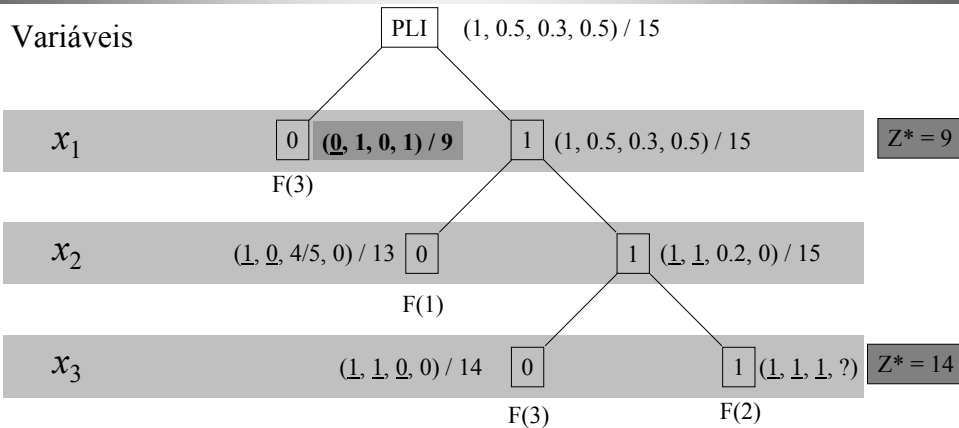 Variáveis
PLI (1, 0.5, 0.3, 0.5) / 15
x1 0 (0, 1, 0, 1) / 9 1 (1, 0.5, 0.3, 0.5) / 15 Z* = 9
F(3)
x2 (1, 0, 4/5, 0) / 13 0 1 (1, 1, 0.2, 0) / 15
F(1)
x3 (1, 1, 0, 0) / 14 0 1 (1, 1, 1, ?) Z* = 14
F(3) F(2)